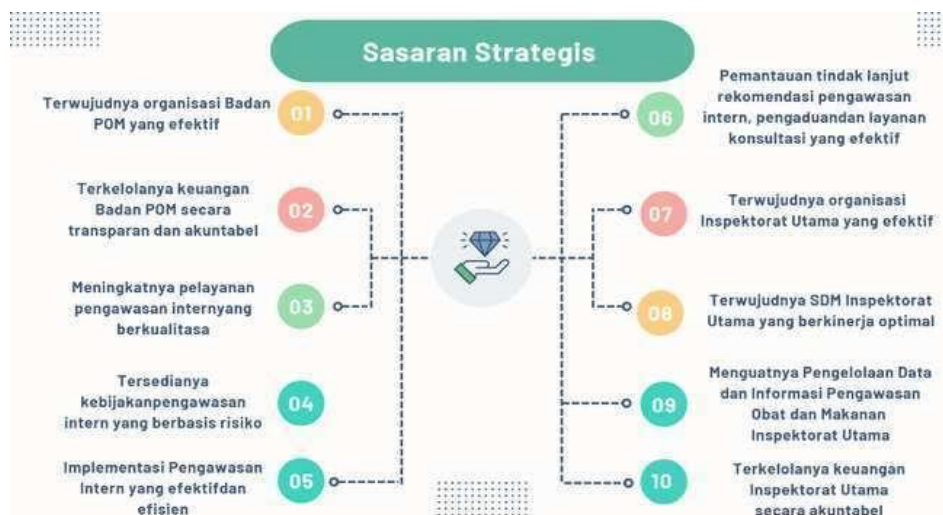 Sasaran Strategis
01
Terwujudnya organisasi Badan
POM yang efektif
02
Terkelolanya keuangan
Badan POM secara
transparan dan akuntabel
03
Meningkatnya pelayanan
pengawasan internyang
berkualitasa
04
Tersedianya
kebijakanpengawasan
intern yang berbasis risiko
05
Implementasi Pengawasan
Intern yang efektifdan
efisien
06
Pemantauan tindak lanjut
rekomendasi pengawasan
intern, pengaduandan layanan
konsultasi yang efektif
07
Terwujudnya organisasi
Inspektorat Utama yang efektif
08
Terwujudnya SDM Inspektorat
Utama yang berkinerja optimal
09
Menguatnya Pengelolaan Data
dan Informasi Pengawasan
Obat dan Makanan
Inspektorat Utama
10
Terkelolanya keuangan
Inspektorat Utama
secara akuntabel